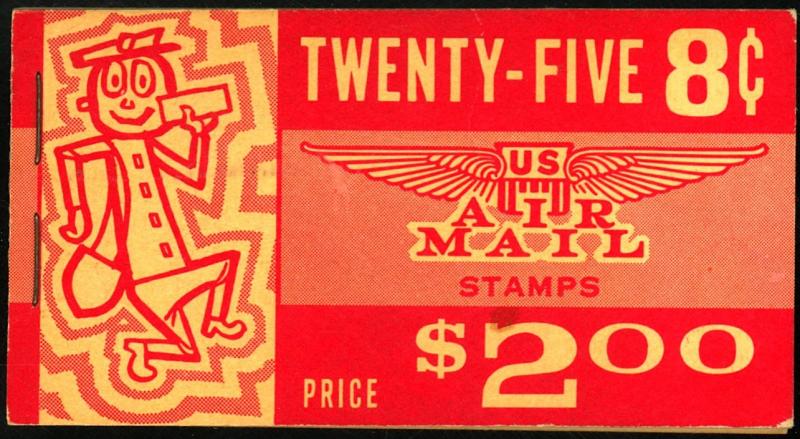 TWENTY-FIVE 8¢
US
AIR
MAIL
STAMPS
PRICE $2.00